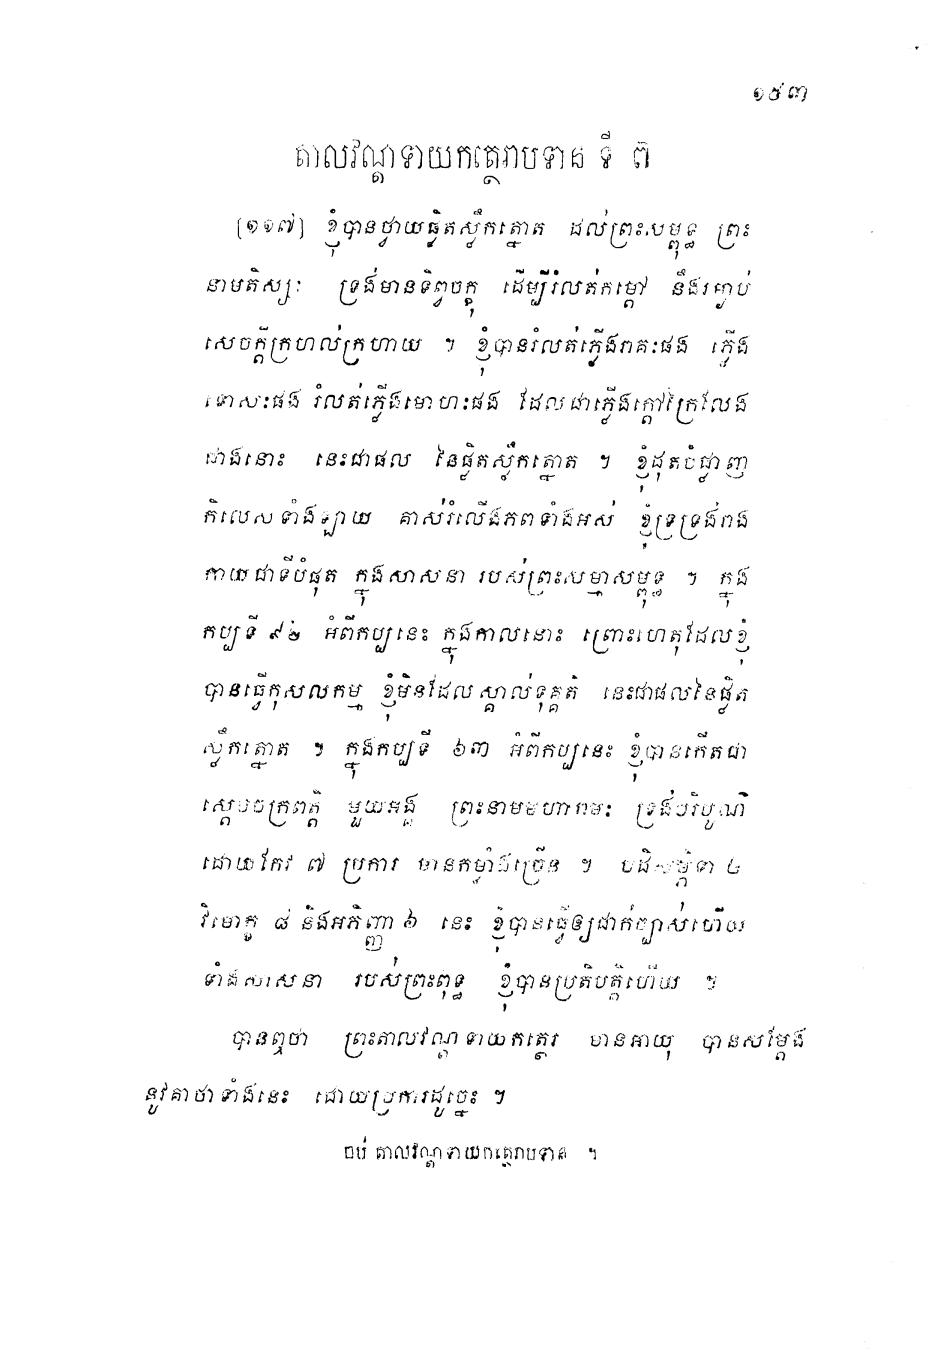 ១៥៣
តាលវណ្ដទាយកត្ថេរាបទាន ទី ៣
[១១៧] ខ្ញុំបានថ្វាយផ្លិតស្លឹកត្នោត ដល់ព្រះសម្ពុទ្ធ ព្រះ
នាមតិស្សៈ ទ្រង់មានទិព្វចក្ខុ ដើម្បីរំលត់កម្ដៅ នឹងរម្ងាប់
សេចក្ដីក្រហល់ក្រហាយ ។ ខ្ញុំបានរំលត់ភ្លើងរាគៈផង ភ្លើង
ទោសៈផង រំលត់ភ្លើងមោហៈផង ដែលជាភ្លើងក្ដៅក្រៃលែង
ជាងនោះ នេះជាផល នៃផ្លិតស្លឹកត្នោត ។ ខ្ញុំដុតបំផ្លាញ
កិលេសទាំងឡាយ គាស់រំលើងភពទាំងអស់ ខ្ញុំទ្រទ្រង់រាង
កាយជាទីបំផុត ក្នុងសាសនា របស់ព្រះសម្មាសម្ពុទ្ធ ។ ក្នុង
កប្បទី ៩២ អំពីកប្បនេះ ក្នុងកាលនោះ ព្រោះហេតុដែលខ្ញុំ
បានធ្វើកុសលកម្ម ខ្ញុំមិនដែលស្គាល់ទុគ្គតិ នេះជាផលនៃផ្លិត
ស្លឹកត្នោត ។ ក្នុងកប្បទី ៦៣ អំពីកប្បនេះ ខ្ញុំបានកើតជា
ស្ដេចចក្រពត្តិ មួយអង្គ ព្រះនាមមហារាមៈ ទ្រង់បរិបូណ៌
ដោយកែវ ៧ ប្រការ មានកម្លាំងច្រើន ។ បដិសម្ភិទា ៤
វិមោក្ខ ៨ និងអភិញ្ញា ៦ នេះ ខ្ញុំបានធ្វើឲ្យជាក់ច្បាស់ហើយ
ទាំងសាសនា របស់ព្រះពុទ្ធ ខ្ញុំបានប្រតិបត្តិហើយ ។
បានឮថា ព្រះតាលវណ្ដទាយកត្ថេរ មានអាយុ បានសម្ដែង
នូវគាថាទាំងនេះ ដោយប្រការដូច្នេះ ។
ចប់ តាលវណ្ដទាយកត្ថេរាបទាន ។